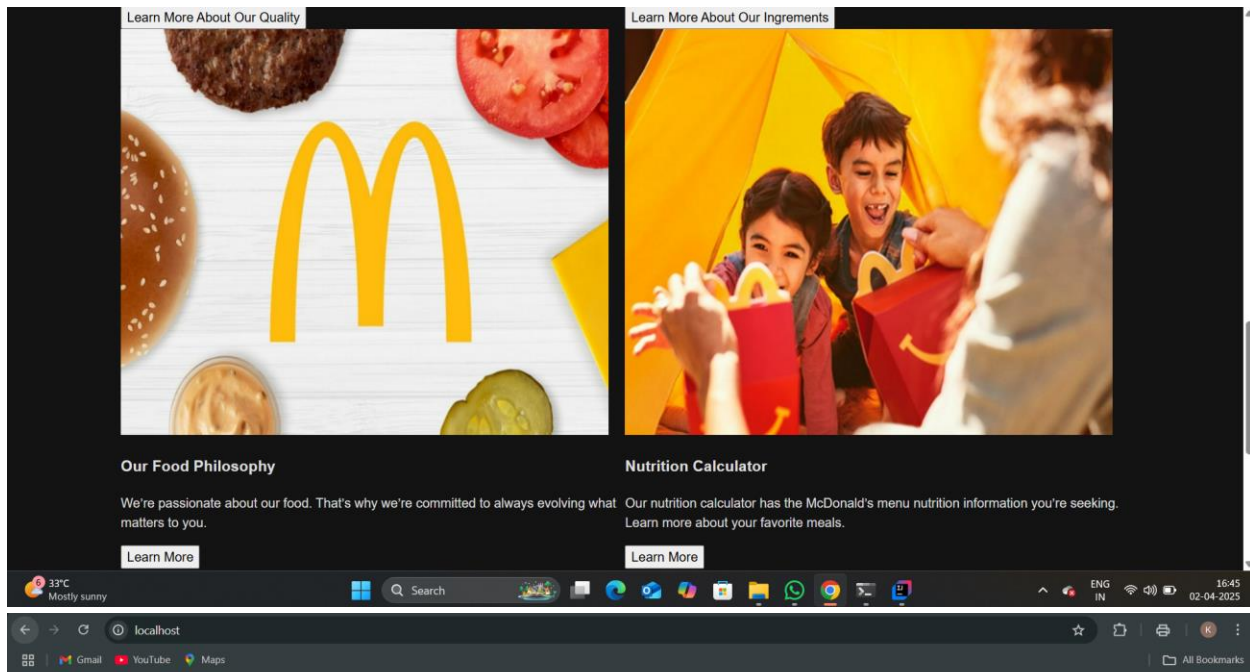 Learn More About Our Quality
Learn More About Our Ingrements
Our Food Philosophy
We're passionate about our food. That's why we're committed to always evolving what
matters to you.
Learn More
Nutrition Calculator
Our nutrition calculator has the McDonald's menu nutrition information you're seeking.
Learn more about your favorite meals.
Learn More
6
33°C
Mostly sunny
Search
ENG
IN
16:45
02-04-2025
localhost
K
Gmail
YouTube
Maps
All Bookmarks